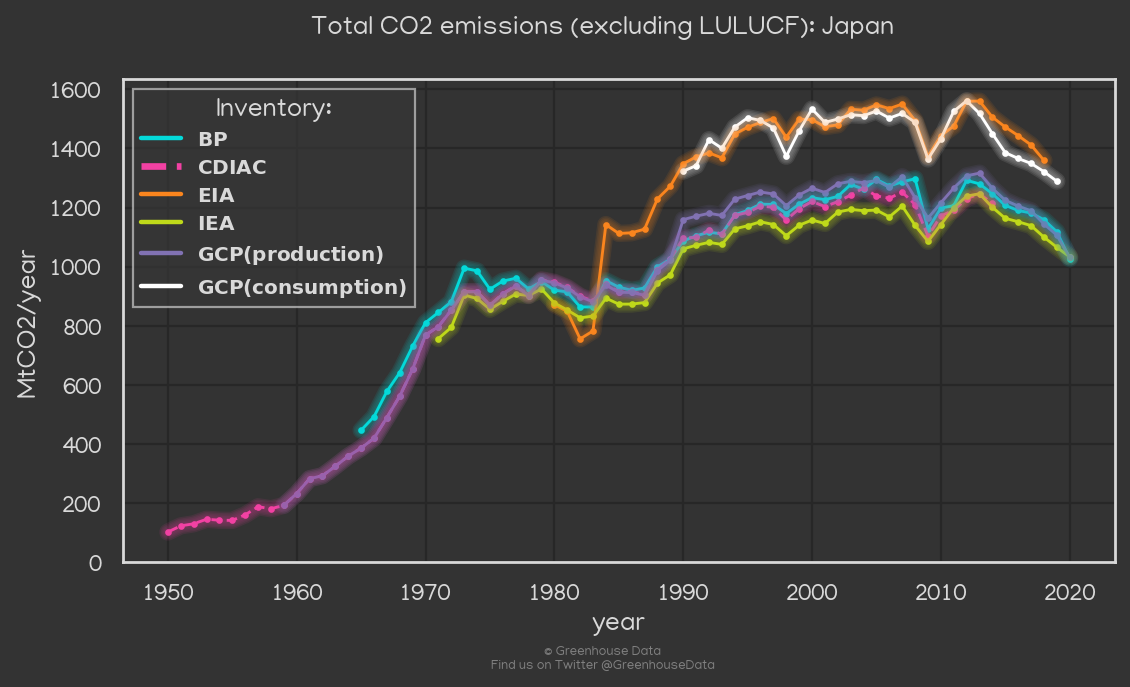 Total CO2 emissions (excluding LULUCF): Japan
Inventory:
BP
CDIAC
EIA
IEA
GCP(production)
GCP(consumption)
MtCO2/year
1600
1400
1200
1000
800
600
400
200
0
1950 1960 1970 1980 1990 2000 2010 2020
year
© Greenhouse Data
Find us on Twitter @GreenhouseData